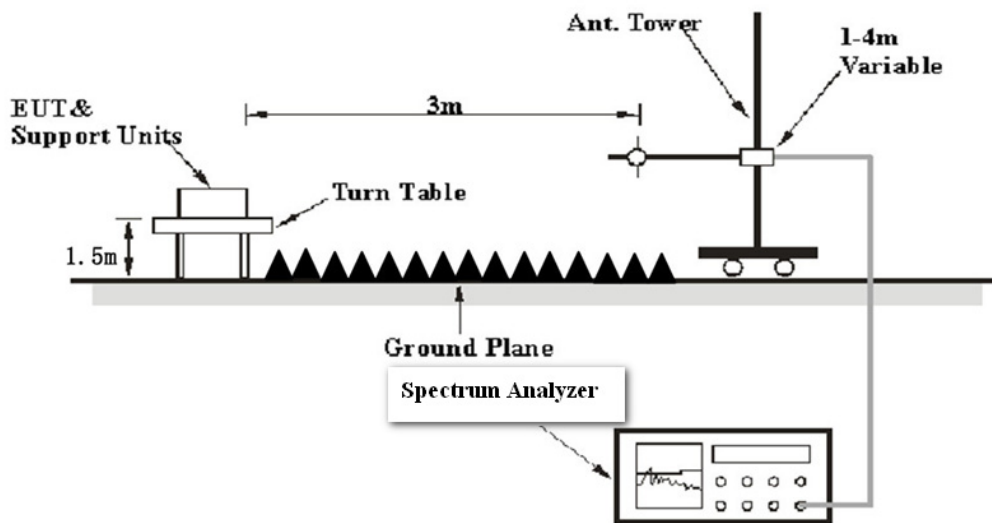 Ant. Tower
1-4m
Variable
3m
EUT&
Support Units
Turn Table
1.5m
Ground Plane
Spectrum Analyzer